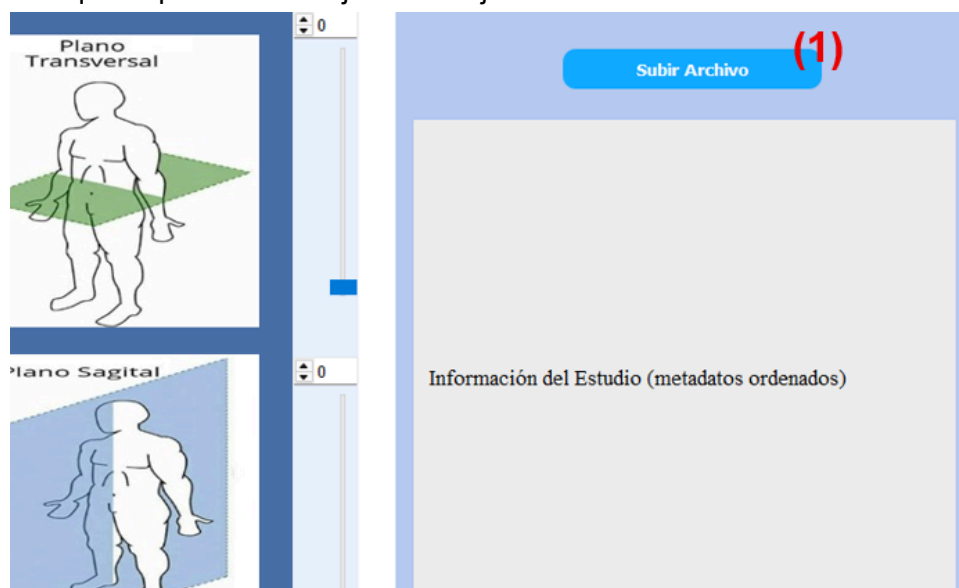 Plano
Transversal
0
(1)
Subir Archivo
Plano Sagital
0
Información del Estudio (metadatos ordenados)